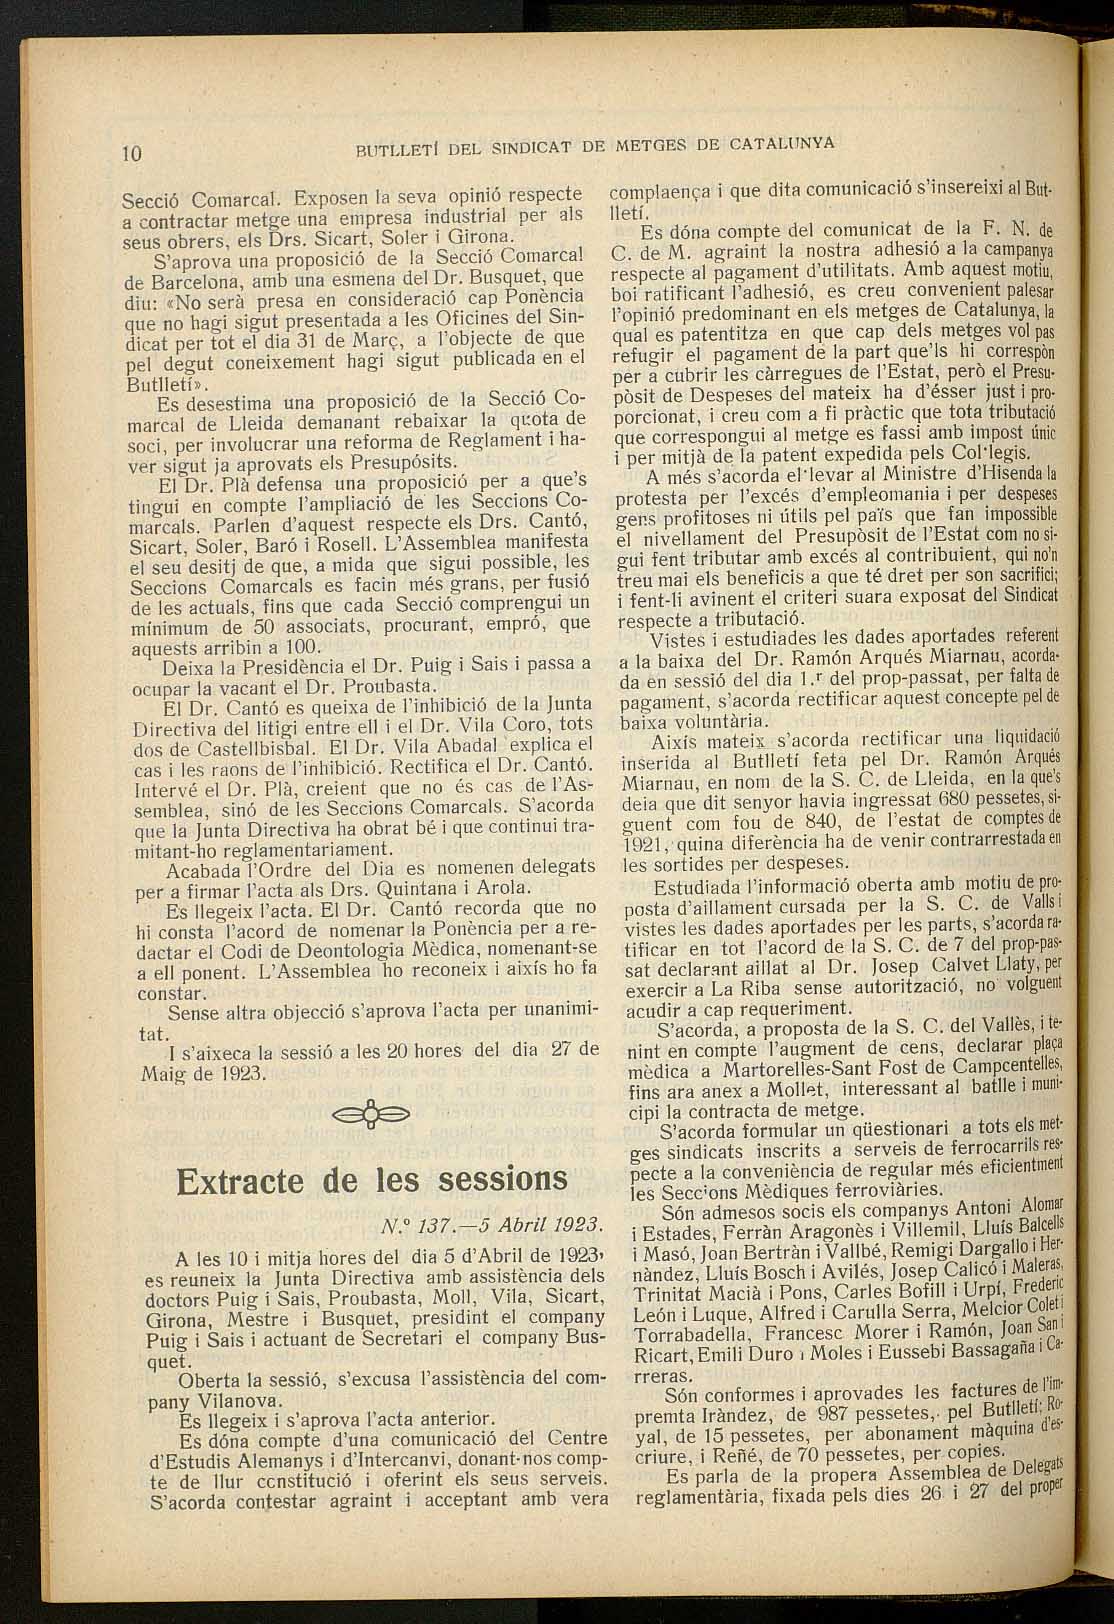 10
BUTLLETÍ DEL SINDICAT DE METGES DE CATALUNYA
Secció Comarcal. Exposen la seva opinió respecte
a contractar metge una empresa industrial per als
seus obrers, els Drs. Sicart, Soler i Girona.
S'aprova una proposició de la Secció Comarcal
de Barcelona, amb una esmena del Dr. Busquet, que
diu: «No serà presa en consideració cap Ponència
que no hagi sigut presentada a les Oficines del Sin-
dicat per tot el dia 31 de Març, a l'objecte de que
pel degut coneixement hagi sigut publicada en el
Butlletí».
Es desestima una proposició de la Secció Co-
marcal de Lleida demanant rebaixar la quota de
soci, per involucrar una reforma de Reglament i ha-
ver sigut ja aprovats els Presupósits.
El Dr. Plà defensa una proposició per a que's
tingui en compte l'ampliació de les Seccions Co-
marcals. Parlen d'aquest respecte els Drs. Cantó,
Sicart, Soler, Baró i Rosell. L'Assemblea manifesta
el seu desitj de que, a mida que sigui possible, les
Seccions Comarcals es facin més grans, per fusió
de les actuals, fins que cada Secció comprengui un
mínimum de 50 associats, procurant, empró, que
aquests arribin a 100.
Deixa la Presidència el Dr. Puig i Sais i passa a
ocupar la vacant el Dr. Proubasta.
El Dr. Cantó es queixa de l'inhibició de la Junta
Directiva del litigi entre ell i el Dr. Vila Coro, tots
dos de Castellbisbal. El Dr. Vila Abadal explica el
cas i les raons de l'inhibició. Rectifica el Dr. Cantó.
Intervé el Dr. Plà, creient que no és cas de l'As-
semblea, sinó de les Seccions Comarcals. S'acorda
que la Junta Directiva ha obrat bé i que continui tra-
mitant-ho reglamentariament.
Acabada l'Ordre del Dia es nomenen delegats
per a firmar l'acta als Drs. Quintana i Arola.
Es llegeix l'acta. El Dr. Cantó recorda que no
hi consta l'acord de nomenar la Ponència per a re-
dactar el Codi de Deontologia Mèdica, nomenant-se
a ell ponent. L'Assemblea ho reconeix i aixís ho fa
constar.
Sense altra objecció s'aprova l'acta per unanimi-
tat.
I s'aixeca la sessió a les 20 hores del dia 27 de
Maig de 1923.
Extracte de les sessions
N.º 137.—5 Abril 1923.
A les 10 i mitja hores del dia 5 d'Abril de 1923,
es reuneix la Junta Directiva amb assistència dels
doctors Puig i Sais, Proubasta, Moll, Vila, Sicart,
Girona, Mestre i Busquet, presidint el company
Puig i Sais i actuant de Secretari el company Bus-
quet.
Oberta la sessió, s'excusa l'assistència del com-
pany Vilanova.
Es llegeix i s'aprova l'acta anterior.
Es dóna compte d'una comunicació del Centre
d'Estudis Alemanys i d'Intercanvi, donant-nos comp-
te de llur constitució i oferint els seus serveis.
S'acorda contestar agraint i acceptant amb vera
complaença i que dita comunicació s'insereixi al But-
lletí.
Es dóna compte del comunicat de la F. N. de
C. de M. agraint la nostra adhesió a la campanya
respecte al pagament d'utilitats. Amb aquest motiu,
boi ratificant l'adhesió, es creu convenient palesar
l'opinió predominant en els metges de Catalunya, la
qual es patentitza en que cap dels metges vol pas
refugir el pagament de la part que'ls hi correspòn
per a cubrir les càrregues de l'Estat, però el Presu-
pòsit de Despeses del mateix ha d'ésser just i pro-
porcionat, i creu com a fi pràctic que tota tributació
que correspongui al metge es fassi amb impost únic
i per mitjà de la patent expedida pels Col·legis.
A més s'acorda el·levar al Ministre d'Hisenda la
protesta per l'excés d'empleomania i per despeses
gens profitoses ni útils pel païs que fan impossible
el nivellament del Presupòsit de l'Estat com no si-
gui fent tributar amb excés al contribuient, qui no'n
treu mai els beneficis a que té dret per son sacrifici;
i fent-li avinent el criteri suara exposat del Sindicat
respecte a tributació.
Vistes i estudiades les dades aportades referent
a la baixa del Dr. Ramón Arqués Miarnau, acorda-
da en sessió del dia 1.r del prop-passat, per falta de
pagament, s'acorda rectificar aquest concepte pel de
baixa voluntària.
Aixís mateix s'acorda rectificar una liquidació
inserida al Butlletí feta pel Dr. Ramón Arqués
Miarnau, en nom de la S. C. de Lleida, en la que's
deia que dit senyor havia ingressat 680 pessetes, si-
guent com fou de 840, de l'estat de comptes de
1921, quina diferència ha de venir contrarrestada en
les sortides per despeses.
Estudiada l'informació oberta amb motiu de pro-
posta d'aillament cursada per la S. C. de Valls i
vistes les dades aportades per les parts, s'acorda ra-
tificar en tot l'acord de la S. C. de 7 del prop-pas-
sat declarant aillat al Dr. Josep Calvet Llaty, per
exercir a La Riba sense autorització, no volguent
acudir a cap requeriment.
S'acorda, a proposta de la S. C. del Vallès, i te-
nint en compte l'augment de cens, declarar plaça
mèdica a Martorelles-Sant Fost de Campcentelles,
fins ara anex a Mollet, interessant al batlle i muni-
cipi la contracta de metge.
S'acorda formular un qüestionari a tots els met-
ges sindicats inscrits a serveis de ferrocarrils res-
pecte a la conveniència de regular més eficientment
les Seccions Mèdiques ferroviàries.
Són admesos socis els companys Antoni Alomar
i Estades, Ferràn Aragonès i Villemil, Lluís Balcells
i Masó, Joan Bertràn i Vallbé, Remigi Dargallo i Her-
nàndez, Lluís Bosch i Avilés, Josep Calicó i Maleras,
Trinitat Macià i Pons, Carles Bofill i Urpí, Frederic
León i Luque, Alfred i Carulla Serra, Melcior Colet i
Torrabadella, Francesc Morer i Ramón, Joan San i
Ricart, Emili Duro i Moles i Eussebi Bassagaña i Ca-
rreras.
Són conformes i aprovades les factures de l'im-
premta Iràndez, de 987 pessetes, pel Butlletí; Ro-
yal, de 15 pessetes, per abonament màquina d'es-
criure, i Reñé, de 70 pessetes, per copies.
Es parla de la propera Assemblea de Delegats
reglamentària, fixada pels dies 26 i 27 del proper